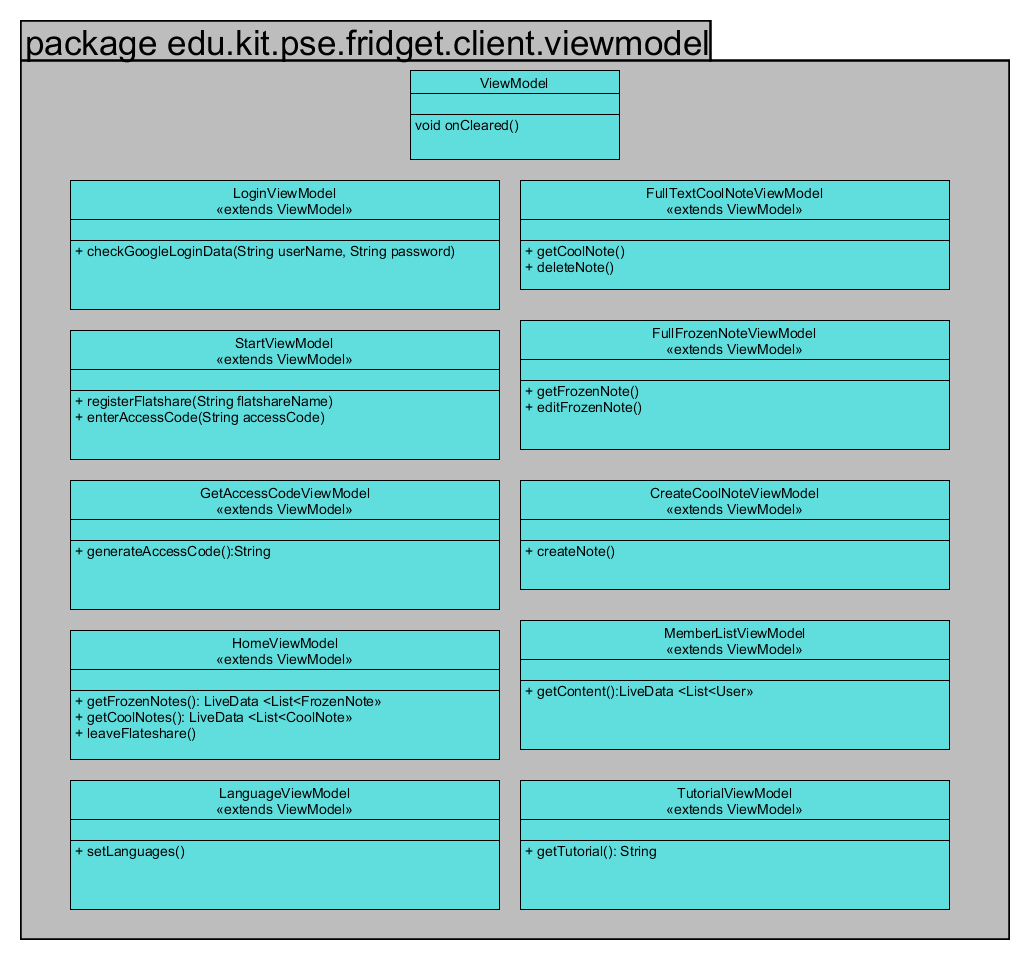 package edu.kit.pse.fridget.client.viewmodel
ViewModel
void onCleared()
LoginViewModel
«extends ViewModel»
+ checkGoogleLoginData(String userName, String password)
FullTextCoolNoteViewModel
«extends ViewModel»
+ getCoolNote()
+ deleteNote()
StartViewModel
«extends ViewModel»
+ registerFlatshare(String flatshareName)
+ enterAccessCode(String accessCode)
FullFrozenNoteViewModel
«extends ViewModel»
+ getFrozenNote()
+ editFrozenNote()
GetAccessCodeViewModel
«extends ViewModel»
+ generateAccessCode():String
CreateCoolNoteViewModel
«extends ViewModel»
+ createNote()
HomeViewModel
«extends ViewModel»
+ getFrozenNotes(): LiveData <List<FrozenNote»
+ getCoolNotes(): LiveData <List<CoolNote»
+ leaveFlateshare()
MemberListViewModel
«extends ViewModel»
+ getContent():LiveData <List<User»
LanguageViewModel
«extends ViewModel»
+ setLanguages()
TutorialViewModel
«extends ViewModel»
+ getTutorial(): String